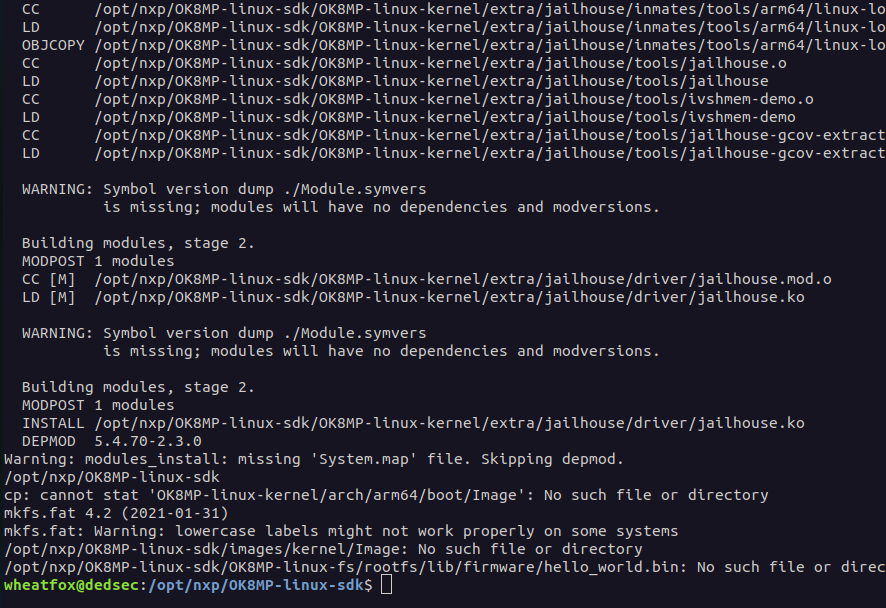 CC /opt/nxp/OK8MP-linux-sdk/OK8MP-linux-kernel/extra/jailhouse/inmates/tools/arm64/linux-lo
LD /opt/nxp/OK8MP-linux-sdk/OK8MP-linux-kernel/extra/jailhouse/inmates/tools/arm64/linux-lo
OBJCOPY /opt/nxp/OK8MP-linux-sdk/OK8MP-linux-kernel/extra/jailhouse/inmates/tools/arm64/linux-lo
CC /opt/nxp/OK8MP-linux-sdk/OK8MP-linux-kernel/extra/jailhouse/tools/jailhouse.o
LD /opt/nxp/OK8MP-linux-sdk/OK8MP-linux-kernel/extra/jailhouse/tools/jailhouse
CC /opt/nxp/OK8MP-linux-sdk/OK8MP-linux-kernel/extra/jailhouse/tools/ivshmem-demo.o
LD /opt/nxp/OK8MP-linux-sdk/OK8MP-linux-kernel/extra/jailhouse/tools/ivshmem-demo
CC /opt/nxp/OK8MP-linux-sdk/OK8MP-linux-kernel/extra/jailhouse/tools/jailhouse-gcov-extract
LD /opt/nxp/OK8MP-linux-sdk/OK8MP-linux-kernel/extra/jailhouse/tools/jailhouse-gcov-extract
WARNING: Symbol version dump ./Module.symvers
is missing; modules will have no dependencies and modversions.
Building modules, stage 2.
MODPOST 1 modules
CC [M] /opt/nxp/OK8MP-linux-sdk/OK8MP-linux-kernel/extra/jailhouse/driver/jailhouse.mod.o
LD [M] /opt/nxp/OK8MP-linux-sdk/OK8MP-linux-kernel/extra/jailhouse/driver/jailhouse.ko
WARNING: Symbol version dump ./Module.symvers
is missing; modules will have no dependencies and modversions.
Building modules, stage 2.
MODPOST 1 modules
INSTALL /opt/nxp/OK8MP-linux-sdk/OK8MP-linux-kernel/extra/jailhouse/driver/jailhouse.ko
DEPMOD 5.4.70-2.3.0
Warning: modules_install: missing 'System.map' file. Skipping depmod.
/opt/nxp/OK8MP-linux-sdk
cp: cannot stat 'OK8MP-linux-kernel/arch/arm64/boot/Image': No such file or directory
mkfs.fat 4.2 (2021-01-31)
mkfs.fat: Warning: lowercase labels might not work properly on some systems
/opt/nxp/OK8MP-linux-sdk/images/kernel/Image: No such file or directory
/opt/nxp/OK8MP-linux-sdk/OK8MP-linux-fs/rootfs/lib/firmware/hello_world.bin: No such file or direc
wheatfox@dedsec:/opt/nxp/OK8MP-linux-sdk$